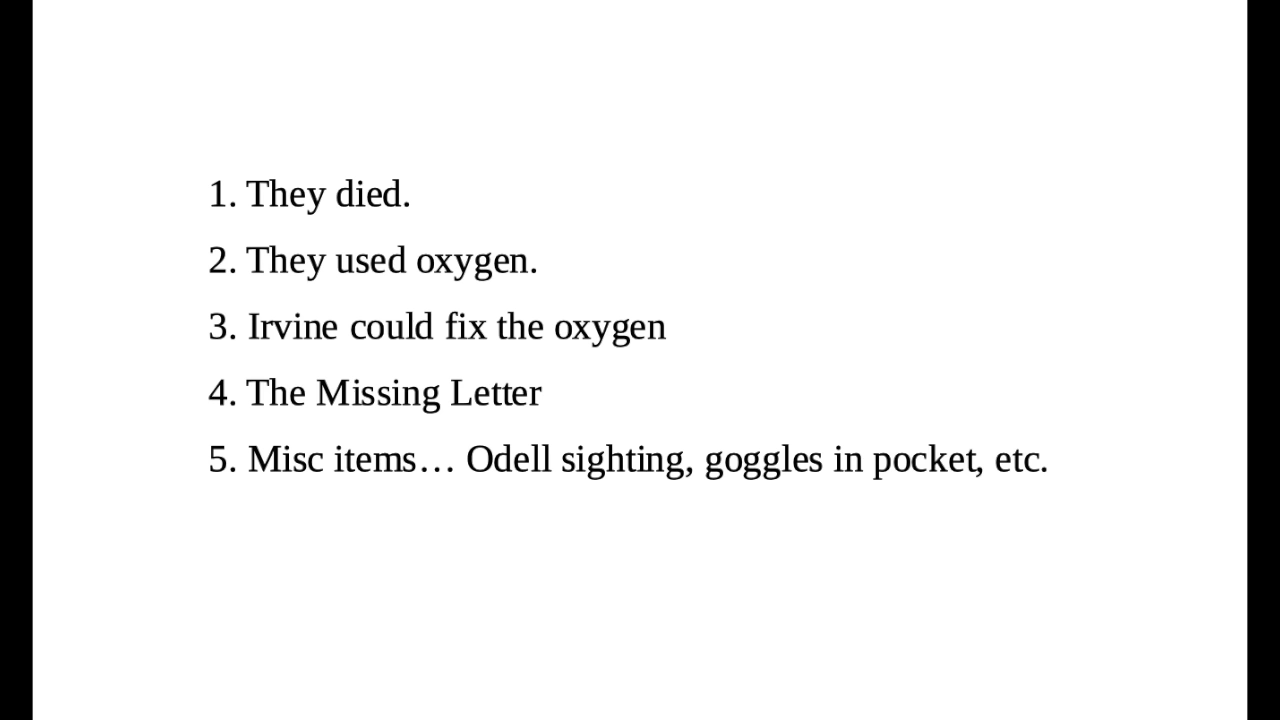 1. They died.
2. They used oxygen.
3. Irvine could fix the oxygen
4. The Missing Letter
5. Misc items… Odell sighting, goggles in pocket, etc.